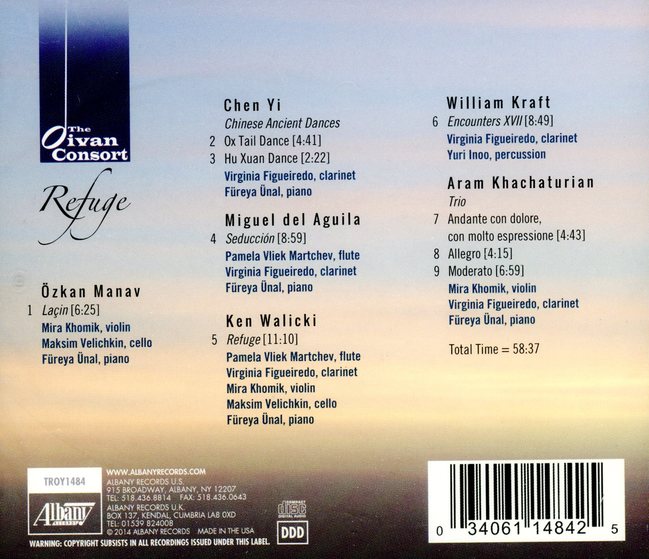 The
Oivan
Consort
Refuge
Özkan Manav
1 Laçin [6:25]
Mira Khomik, violin
Maksim Velichkin, cello
Füreya Ünal, piano
Chen Yi
Chinese Ancient Dances
2 Ox Tail Dance [4:41]
3 Hu Xuan Dance [2:22]
Virginia Figueiredo, clarinet
Füreya Ünal, piano
Miguel del Aguila
4 Seducción [8:59]
Pamela Vliek Martchev, flute
Virginia Figueiredo, clarinet
Füreya Ünal, piano
Ken Walicki
5 Refuge [11:10]
Pamela Vliek Martchev, flute
Virginia Figueiredo, clarinet
Mira Khomik, violin
Maksim Velichkin, cello
Füreya Ünal, piano
William Kraft
6 Encounters XVII [8:49]
Virginia Figueiredo, clarinet
Yuri Inoo, percussion
Aram Khachaturian
Trio
7 Andante con dolore,
con molto espressione [4:43]
8 Allegro [4:15]
9 Moderato [6:59]
Mira Khomik, violin
Virginia Figueiredo, clarinet
Füreya Ünal, piano
Total Time = 58:37
TROY1484
Albany
RECORDS
WWW.ALBANYRECORDS.COM
ALBANY RECORDS U.S.
915 BROADWAY, ALBANY, NY 12207
TEL: 518.436.8814 FAX: 518.436.0643
ALBANY RECORDS U.K.
BOX 137, KENDAL, CUMBRIA LA8 0XD
TEL: 01539 824008
© 2014 ALBANY RECORDS MADE IN THE USA
WARNING: COPYRIGHT SUBSISTS IN ALL RECORDINGS ISSUED UNDER THIS LABEL.
COMPACT
disc
DIGITAL AUDIO
DDD
0 34061 14842 5